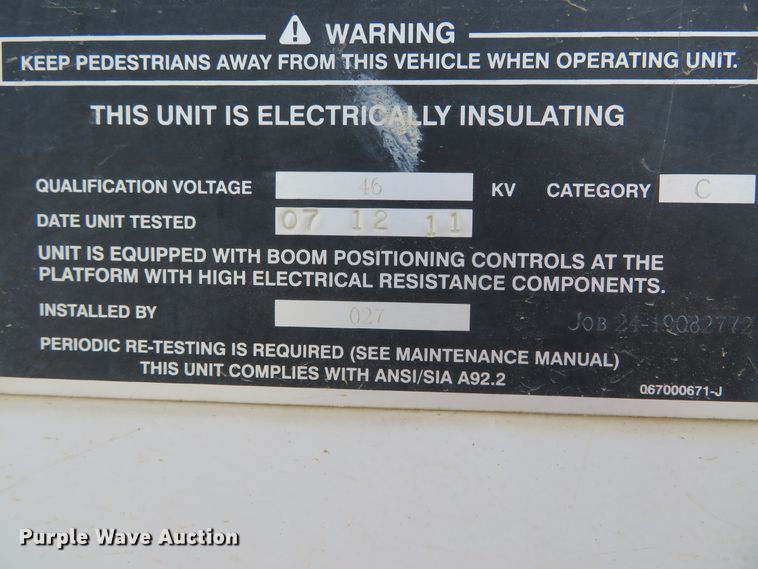 WARNING
KEEP PEDESTRIANS AWAY FROM THIS VEHICLE WHEN OPERATING UNIT.
THIS UNIT IS ELECTRICALLY INSULATING
QUALIFICATION VOLTAGE 46 KV CATEGORY C
DATE UNIT TESTED 07 12 11
UNIT IS EQUIPPED WITH BOOM POSITIONING CONTROLS AT THE
PLATFORM WITH HIGH ELECTRICAL RESISTANCE COMPONENTS.
INSTALLED BY 027
JOB 24-19082772
PERIODIC RE-TESTING IS REQUIRED (SEE MAINTENANCE MANUAL)
THIS UNIT COMPLIES WITH ANSI/SIA A92.2
067000671-J
Purple Wave Auction